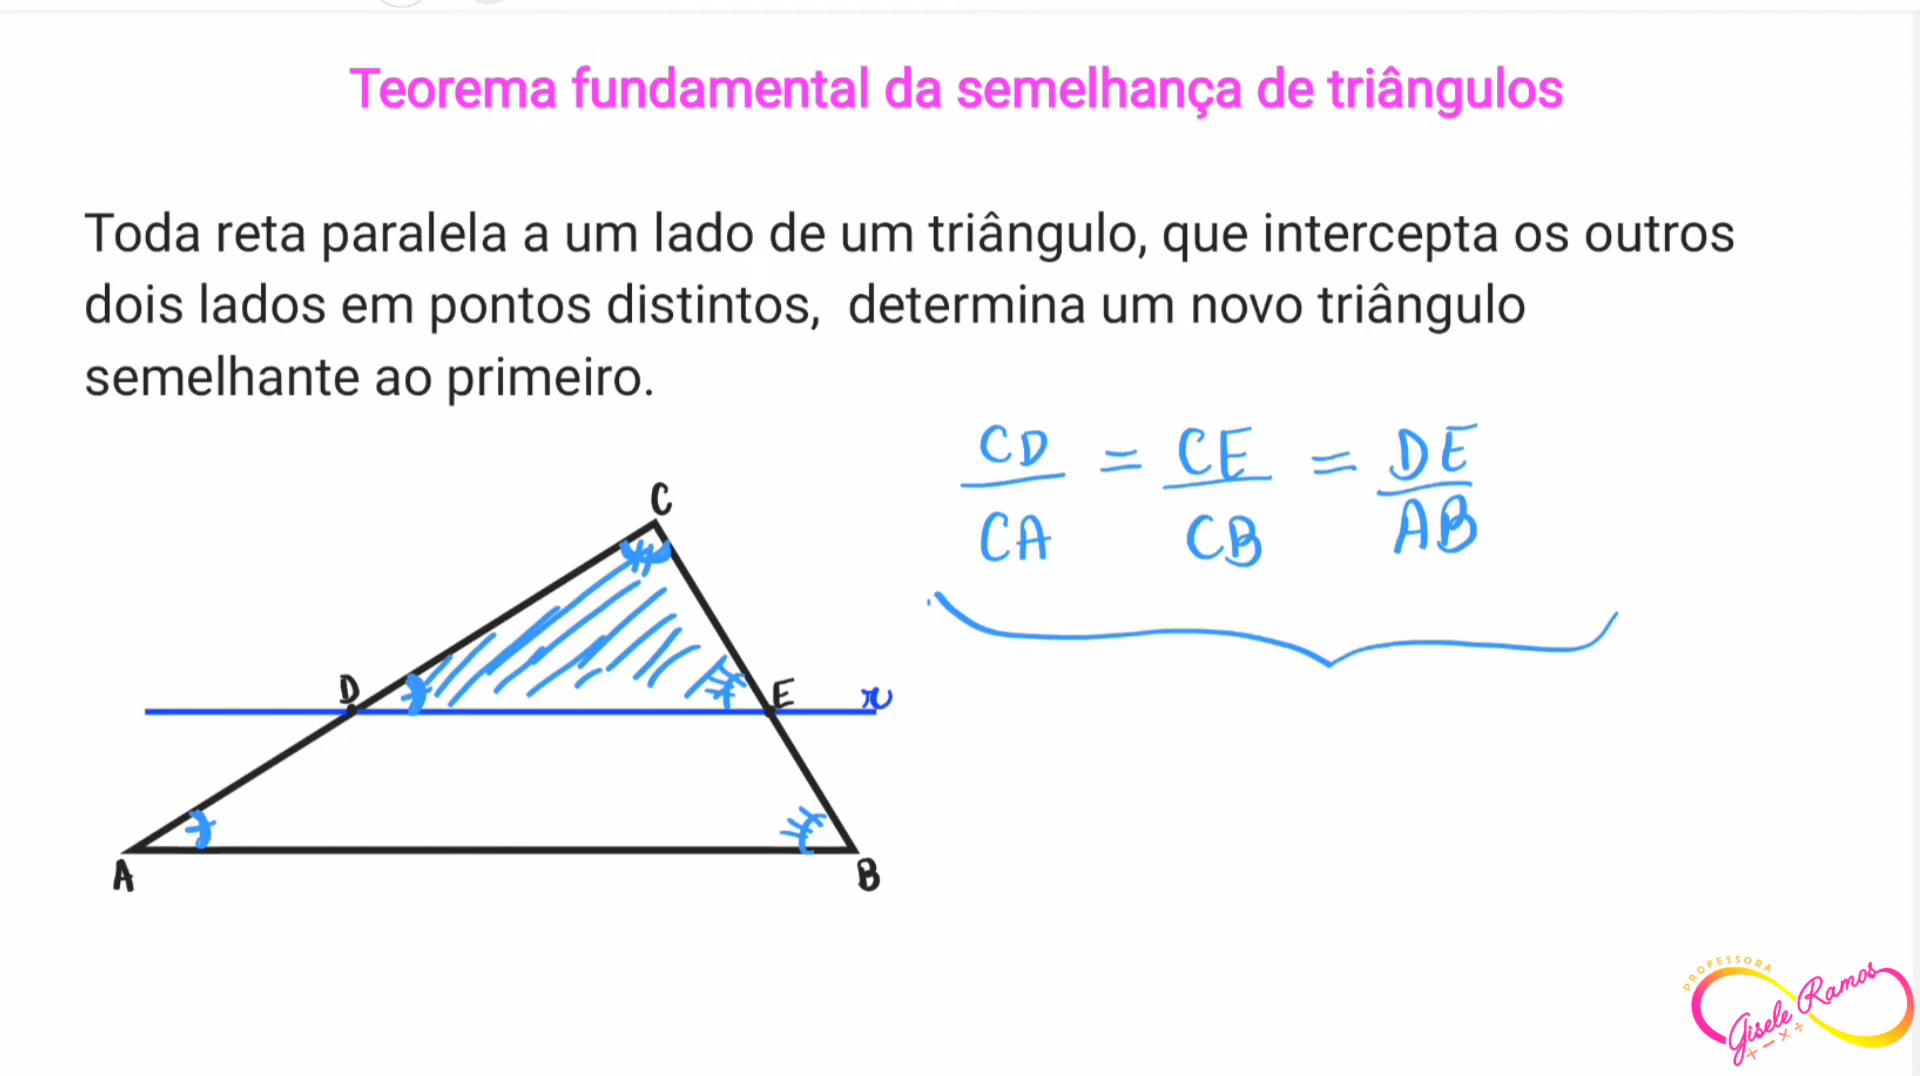 Teorema fundamental da semelhança de triângulos
Toda reta paralela a um lado de um triângulo, que intercepta os outros
dois lados em pontos distintos, determina um novo triângulo
semelhante ao primeiro.
CD = CE = DE
CA CB AB
C
D E r
A B
PROFESSORA
Gisele Ramos
+ − × ÷